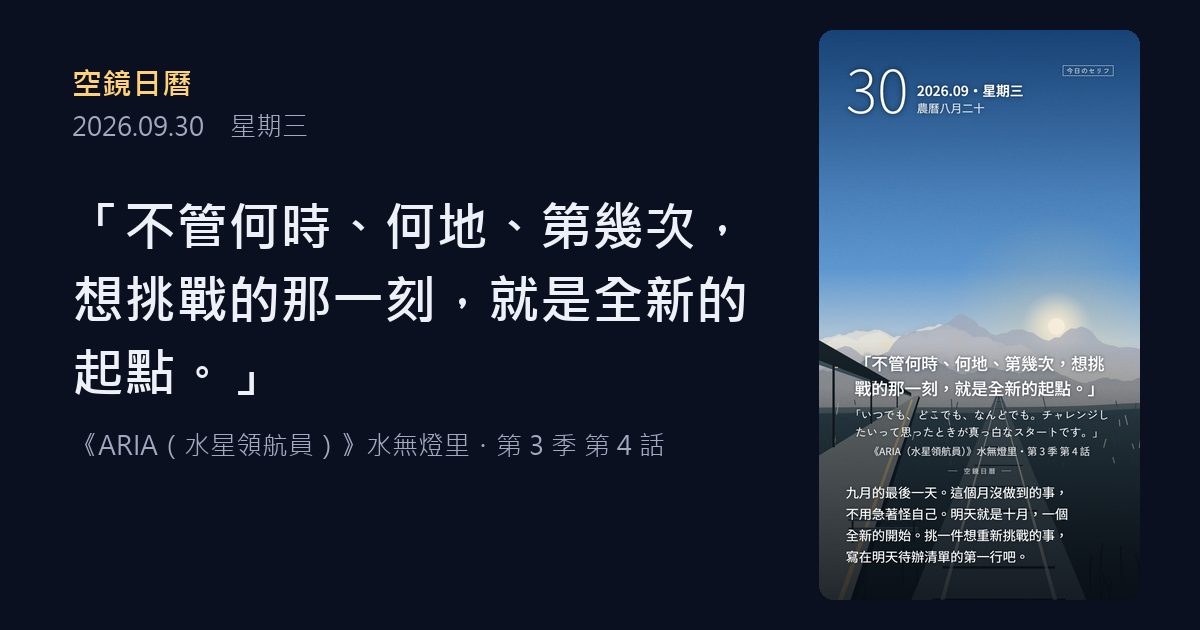 空鏡日曆
2026.09.30 星期三
「不管何時、何地、第幾次，
想挑戰的那一刻，就是全新的
起點。」
《ARIA（水星領航員）》水無燈里・第 3 季 第 4 話
30
2026.09・星期三
農曆八月二十
今日のセリフ
「不管何時、何地、第幾次，想挑
戰的那一刻，就是全新的起點。」
「いつでも、どこでも、なんどでも。チャレンジし
たいって思ったときが真っ白なスタートです。」
《ARIA（水星領航員）》水無燈里・第 3 季 第 4 話
— 空鏡日曆 —
九月的最後一天。這個月沒做到的事，
不用急著怪自己。明天就是十月，一個
全新的開始。挑一件想重新挑戰的事，
寫在明天待辦清單的第一行吧。